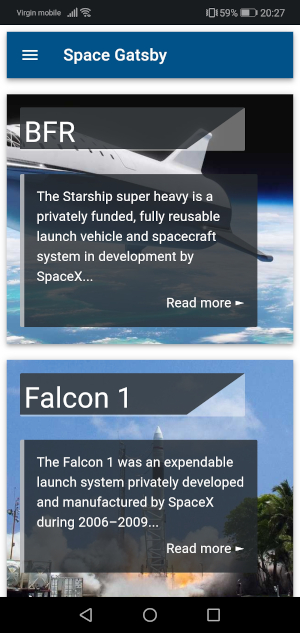 Virgin mobile 59% 20:27
Space Gatsby
BFR
The Starship super heavy is a
privately funded, fully reusable
launch vehicle and spacecraft
system in development by
SpaceX...
Read more ►
Falcon 1
The Falcon 1 was an expendable
launch system privately developed
and manufactured by SpaceX
during 2006–2009...
Read more ►